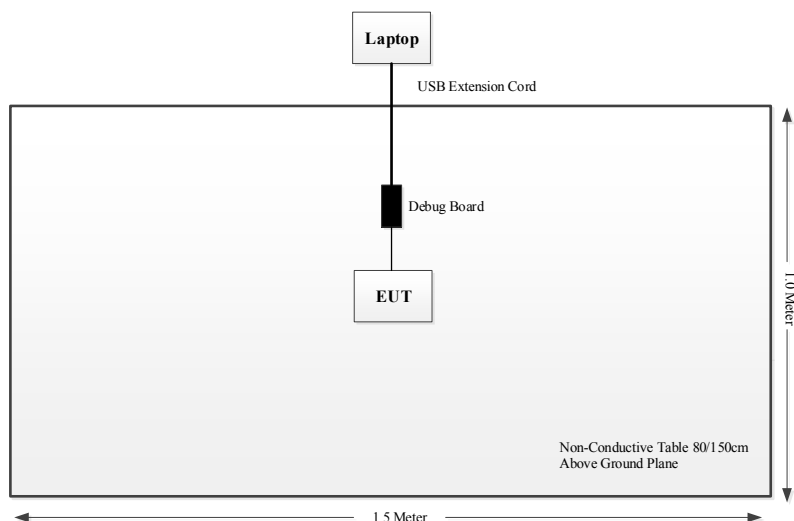 Laptop
USB Extension Cord
Debug Board
EUT
1.0 Meter
Non-Conductive Table 80/150cm
Above Ground Plane
1.5 Meter